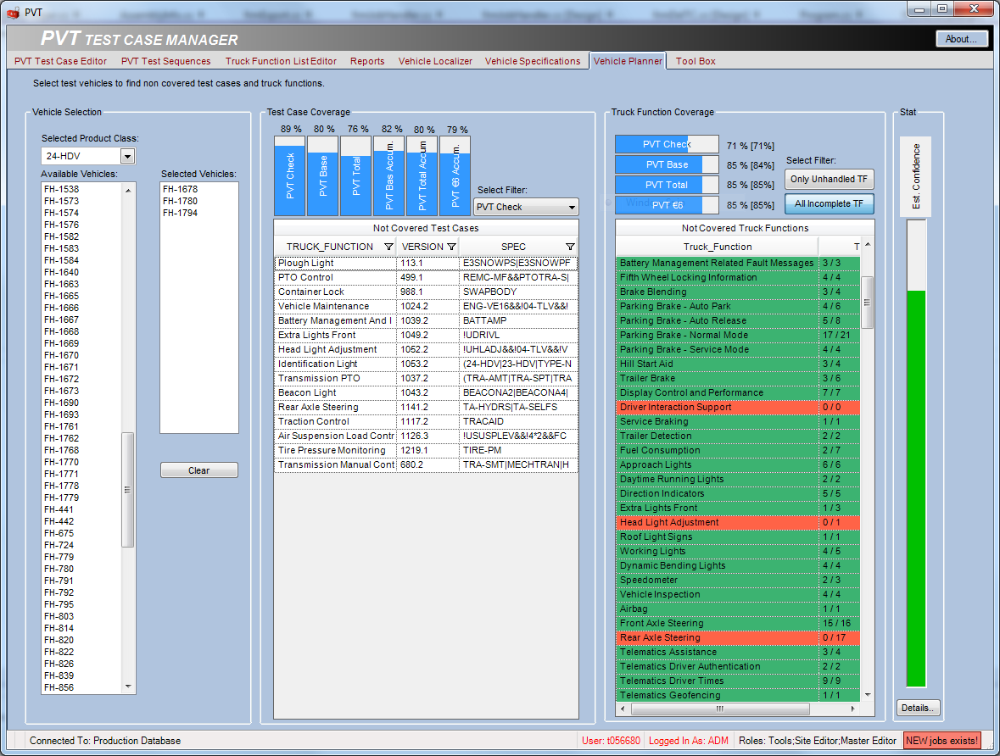 PVT
PVT TEST CASE MANAGER
About...
PVT Test Case Editor PVT Test Sequences Truck Function List Editor Reports Vehicle Localizer Vehicle Specifications Vehicle Planner Tool Box
Select test vehicles to find non covered test cases and truck functions.
Vehicle Selection
Selected Product Class:
24-HDV
Available Vehicles:
FH-1538
FH-1573
FH-1574
FH-1576
FH-1582
FH-1583
FH-1584
FH-1640
FH-1663
FH-1665
FH-1666
FH-1667
FH-1668
FH-1669
FH-1670
FH-1671
FH-1672
FH-1673
FH-1690
FH-1693
FH-1761
FH-1762
FH-1768
FH-1770
FH-1771
FH-1778
FH-1779
FH-441
FH-442
FH-675
FH-724
FH-779
FH-780
FH-791
FH-792
FH-795
FH-803
FH-814
FH-820
FH-822
FH-826
FH-839
FH-856
Selected Vehicles:
FH-1678
FH-1780
FH-1794
Clear
Test Case Coverage
89 % 80 % 76 % 82 % 80 % 79 %
PVT Check
PVT Base
PVT Total
PVT Bas Accum.
PVT Total Accum
PVT €6 Accum.
Select Filter:
PVT Check
Not Covered Test Cases
TRUCK_FUNCTION VERSION SPEC
Plough Light 113.1 E3SNOWPS|E3SNOWPF
PTO Control 499.1 REMC-MF&&PTOTRA-S|
Container Lock 988.1 SWAPBODY
Vehicle Maintenance 1024.2 ENG-VE16&&!04-TLV&&!
Battery Management And I 1039.2 BATTAMP
Extra Lights Front 1049.2 !UDRIVL
Head Light Adjustment 1052.2 !UHLADJ&&!04-TLV&&!V
Identification Light 1053.2 (24-HDV|23-HDV|TYPE-N
Transmission PTO 1037.2 (TRA-AMT|TRA-SPT|TRA
Beacon Light 1043.2 BEACONA2|BEACONA4|
Rear Axle Steering 1141.2 TA-HYDRS|TA-SELFS
Traction Control 1117.2 TRACAID
Air Suspension Load Contr 1126.3 !USUSPLEV&&!4*2&&FC
Tire Pressure Monitoring 1219.1 TIRE-PM
Transmission Manual Cont 680.2 TRA-SMT|MECHTRAN|H
Truck Function Coverage
PVT Check 71 % [71%]
PVT Base 85 % [84%]
PVT Total 85 % [85%]
PVT €6 85 % [85%]
Select Filter:
Only Unhandled TF
All Incomplete TF
Not Covered Truck Functions
Truck_Function T
Battery Management Related Fault Messages 3 / 3
Fifth Wheel Locking Information 4 / 4
Brake Blending 3 / 4
Parking Brake - Auto Park 4 / 6
Parking Brake - Auto Release 5 / 8
Parking Brake - Normal Mode 17 / 21
Parking Brake - Service Mode 4 / 4
Hill Start Aid 3 / 4
Trailer Brake 3 / 6
Display Control and Performance 7 / 7
Driver Interaction Support 0 / 0
Service Braking 1 / 1
Trailer Detection 2 / 2
Fuel Consumption 2 / 7
Approach Lights 6 / 6
Daytime Running Lights 2 / 2
Direction Indicators 5 / 5
Extra Lights Front 1 / 3
Head Light Adjustment 0 / 1
Roof Light Signs 1 / 1
Working Lights 4 / 5
Dynamic Bending Lights 4 / 4
Speedometer 2 / 3
Vehicle Inspection 4 / 4
Airbag 1 / 1
Front Axle Steering 15 / 16
Rear Axle Steering 0 / 17
Telematics Assistance 3 / 4
Telematics Driver Authentication 2 / 2
Telematics Driver Times 9 / 9
Telematics Geofencing 1 / 1
Stat
Est. Confidence
Details..
Connected To: Production Database
User: t056680 Logged In As: ADM Roles: Tools;Site Editor;Master Editor NEW jobs exists!